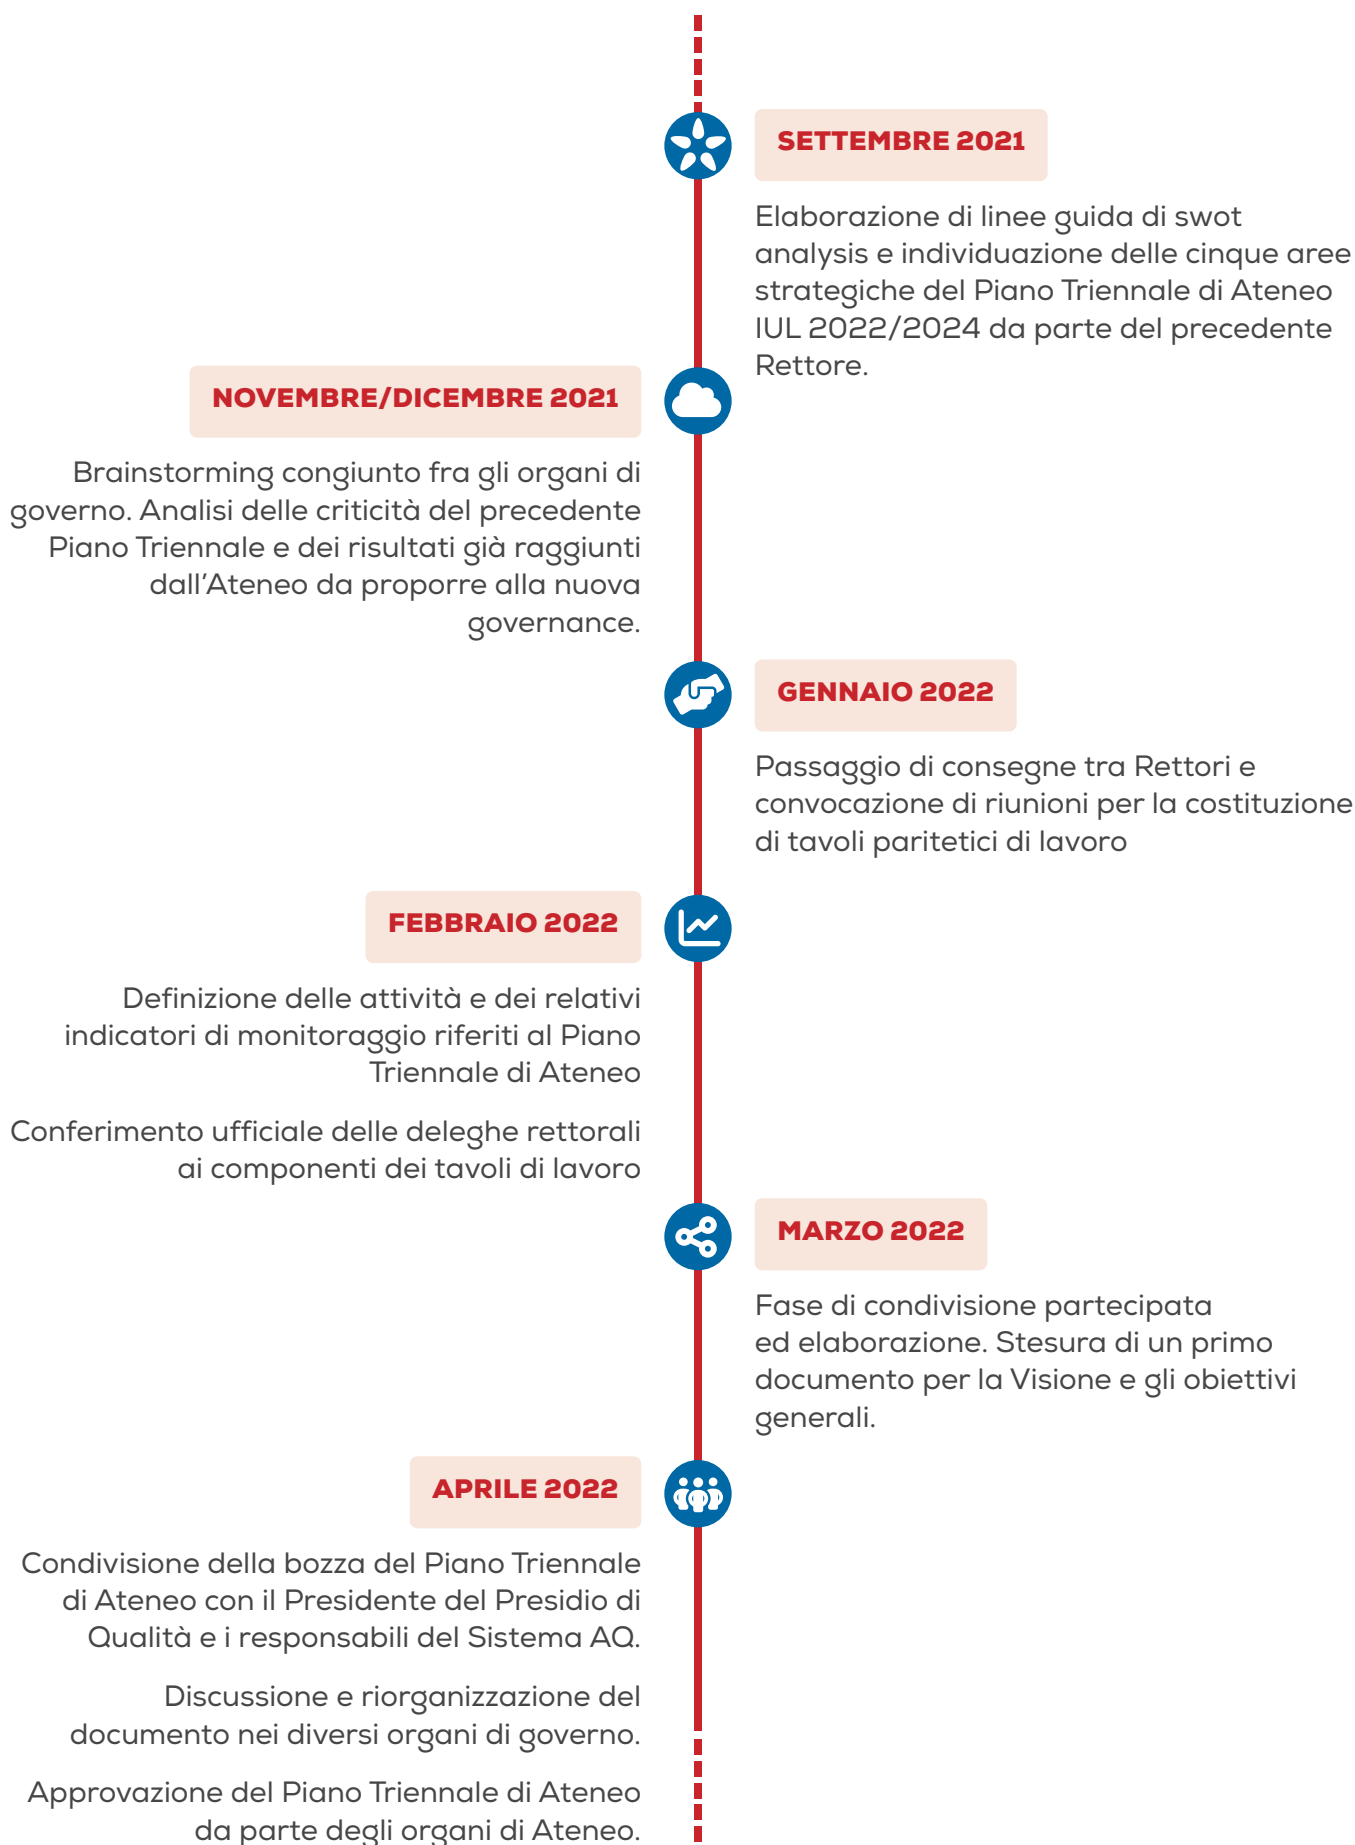 SETTEMBRE 2021
Elaborazione di linee guida di swot
analysis e individuazione delle cinque aree
strategiche del Piano Triennale di Ateneo
IUL 2022/2024 da parte del precedente
Rettore.
NOVEMBRE/DICEMBRE 2021
Brainstorming congiunto fra gli organi di
governo. Analisi delle criticità del precedente
Piano Triennale e dei risultati già raggiunti
dall’Ateneo da proporre alla nuova
governance.
GENNAIO 2022
Passaggio di consegne tra Rettori e
convocazione di riunioni per la costituzione
di tavoli paritetici di lavoro
FEBBRAIO 2022
Definizione delle attività e dei relativi
indicatori di monitoraggio riferiti al Piano
Triennale di Ateneo
Conferimento ufficiale delle deleghe rettorali
ai componenti dei tavoli di lavoro
MARZO 2022
Fase di condivisione partecipata
ed elaborazione. Stesura di un primo
documento per la Visione e gli obiettivi
generali.
APRILE 2022
Condivisione della bozza del Piano Triennale
di Ateneo con il Presidente del Presidio di
Qualità e i responsabili del Sistema AQ.
Discussione e riorganizzazione del
documento nei diversi organi di governo.
Approvazione del Piano Triennale di Ateneo
da parte degli organi di Ateneo.